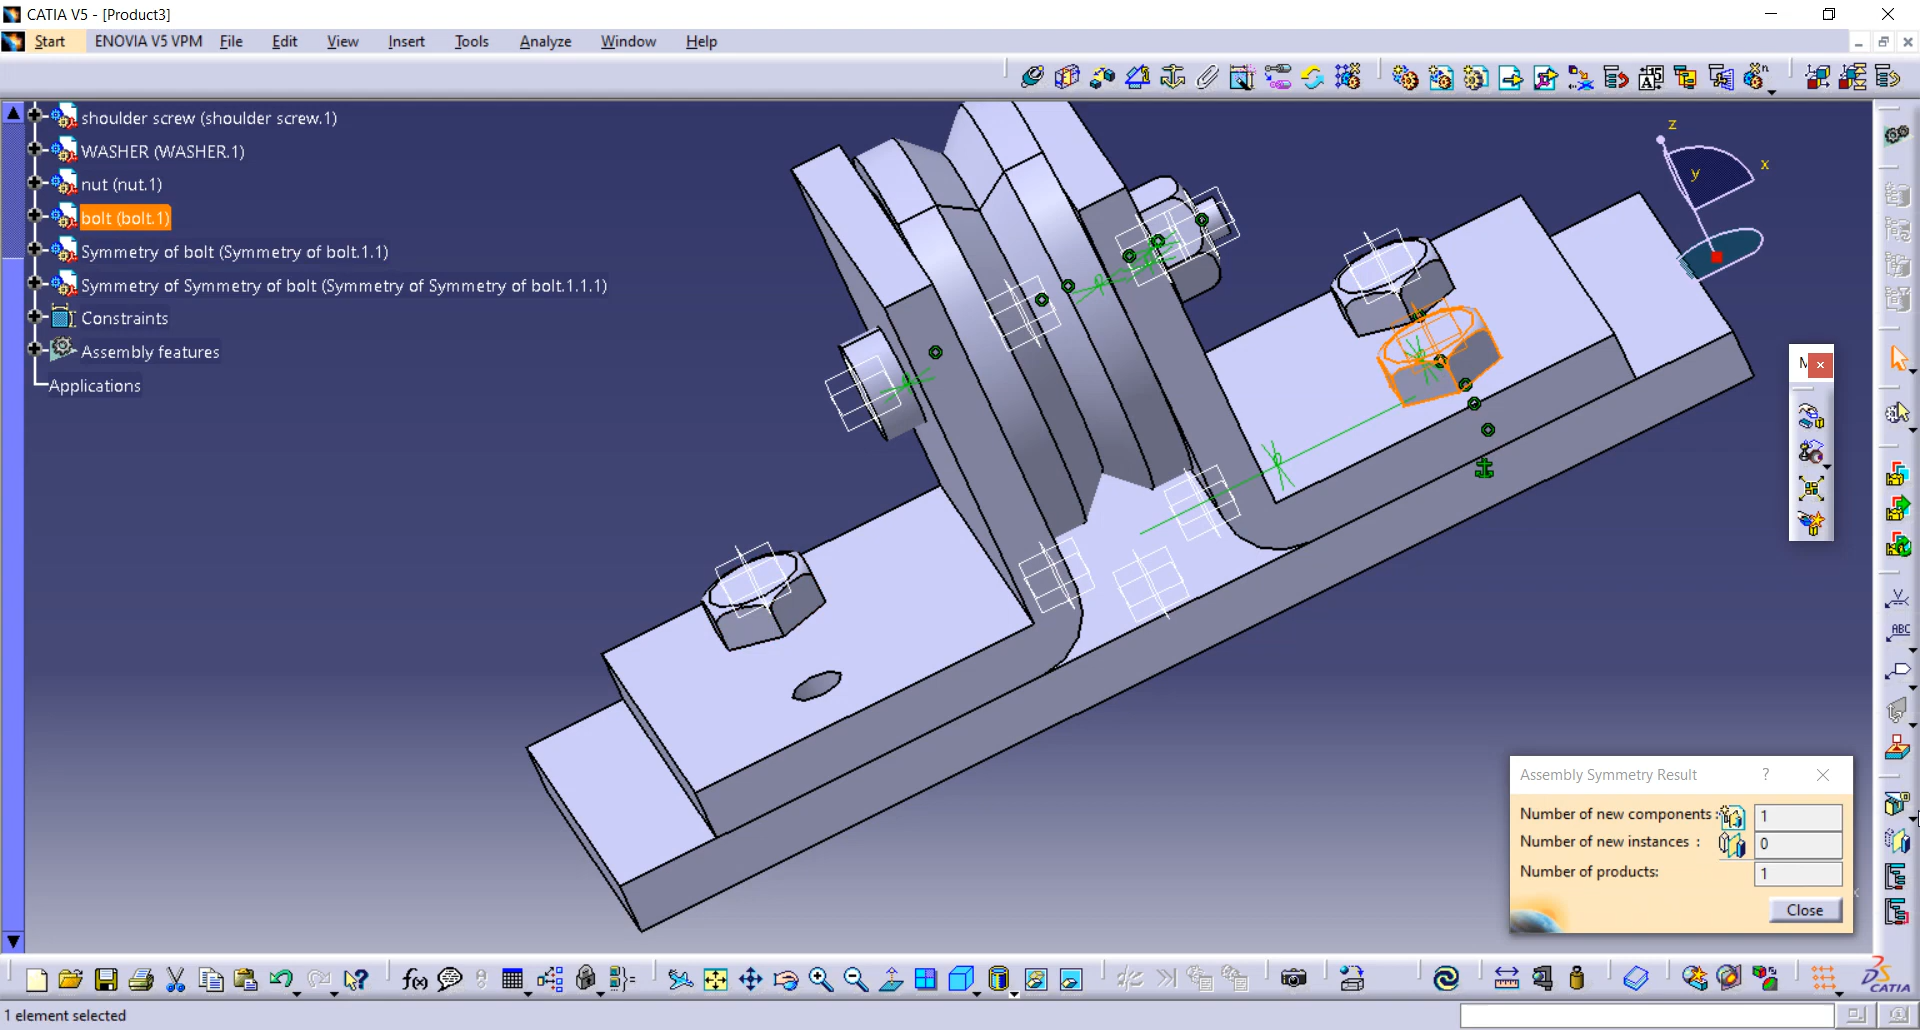 CATIA V5 - [Product3]
Start ENOVIA V5 VPM File Edit View Insert Tools Analyze Window Help
shoulder screw (shoulder screw.1)
WASHER (WASHER.1)
nut (nut.1)
bolt (bolt.1)
Symmetry of bolt (Symmetry of bolt.1.1)
Symmetry of Symmetry of bolt (Symmetry of Symmetry of bolt.1.1.1)
Constraints
Assembly features
Applications
z
x
y
ABC
Assembly Symmetry Result ?
Number of new components : 1
Number of new instances : 0
Number of products: 1
Close
f(x)
CATIA
1 element selected